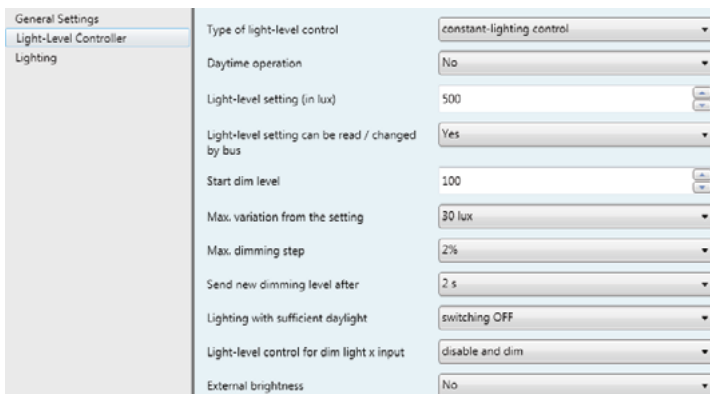 General Settings
Light-Level Controller
Lighting
Type of light-level control
constant-lighting control
Daytime operation
No
Light-level setting (in lux)
500
Light-level setting can be read / changed
by bus
Yes
Start dim level
100
Max. variation from the setting
30 lux
Max. dimming step
2%
Send new dimming level after
2 s
Lighting with sufficient daylight
switching OFF
Light-level control for dim light x input
disable and dim
External brightness
No